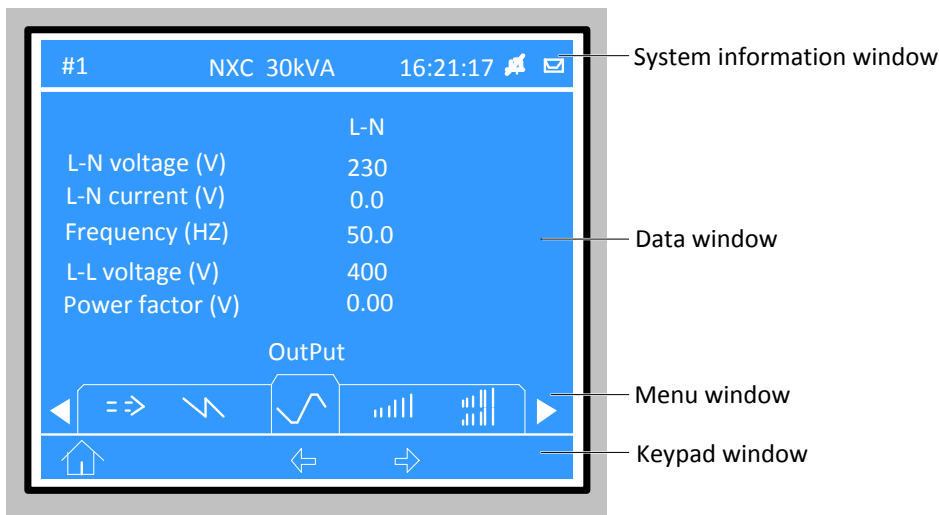 #1 NXC 30kVA 16:21:17
System information window
L-N
L-N voltage (V) 230
L-N current (V) 0.0
Frequency (HZ) 50.0
Data window
L-L voltage (V) 400
Power factor (V) 0.00
OutPut
Menu window
Keypad window